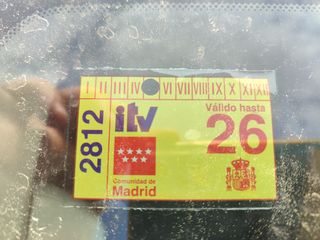 I II III IV VI VII VIII IX X XI XII
2812
itv
Válido hasta
26
Comunidad de
Madrid